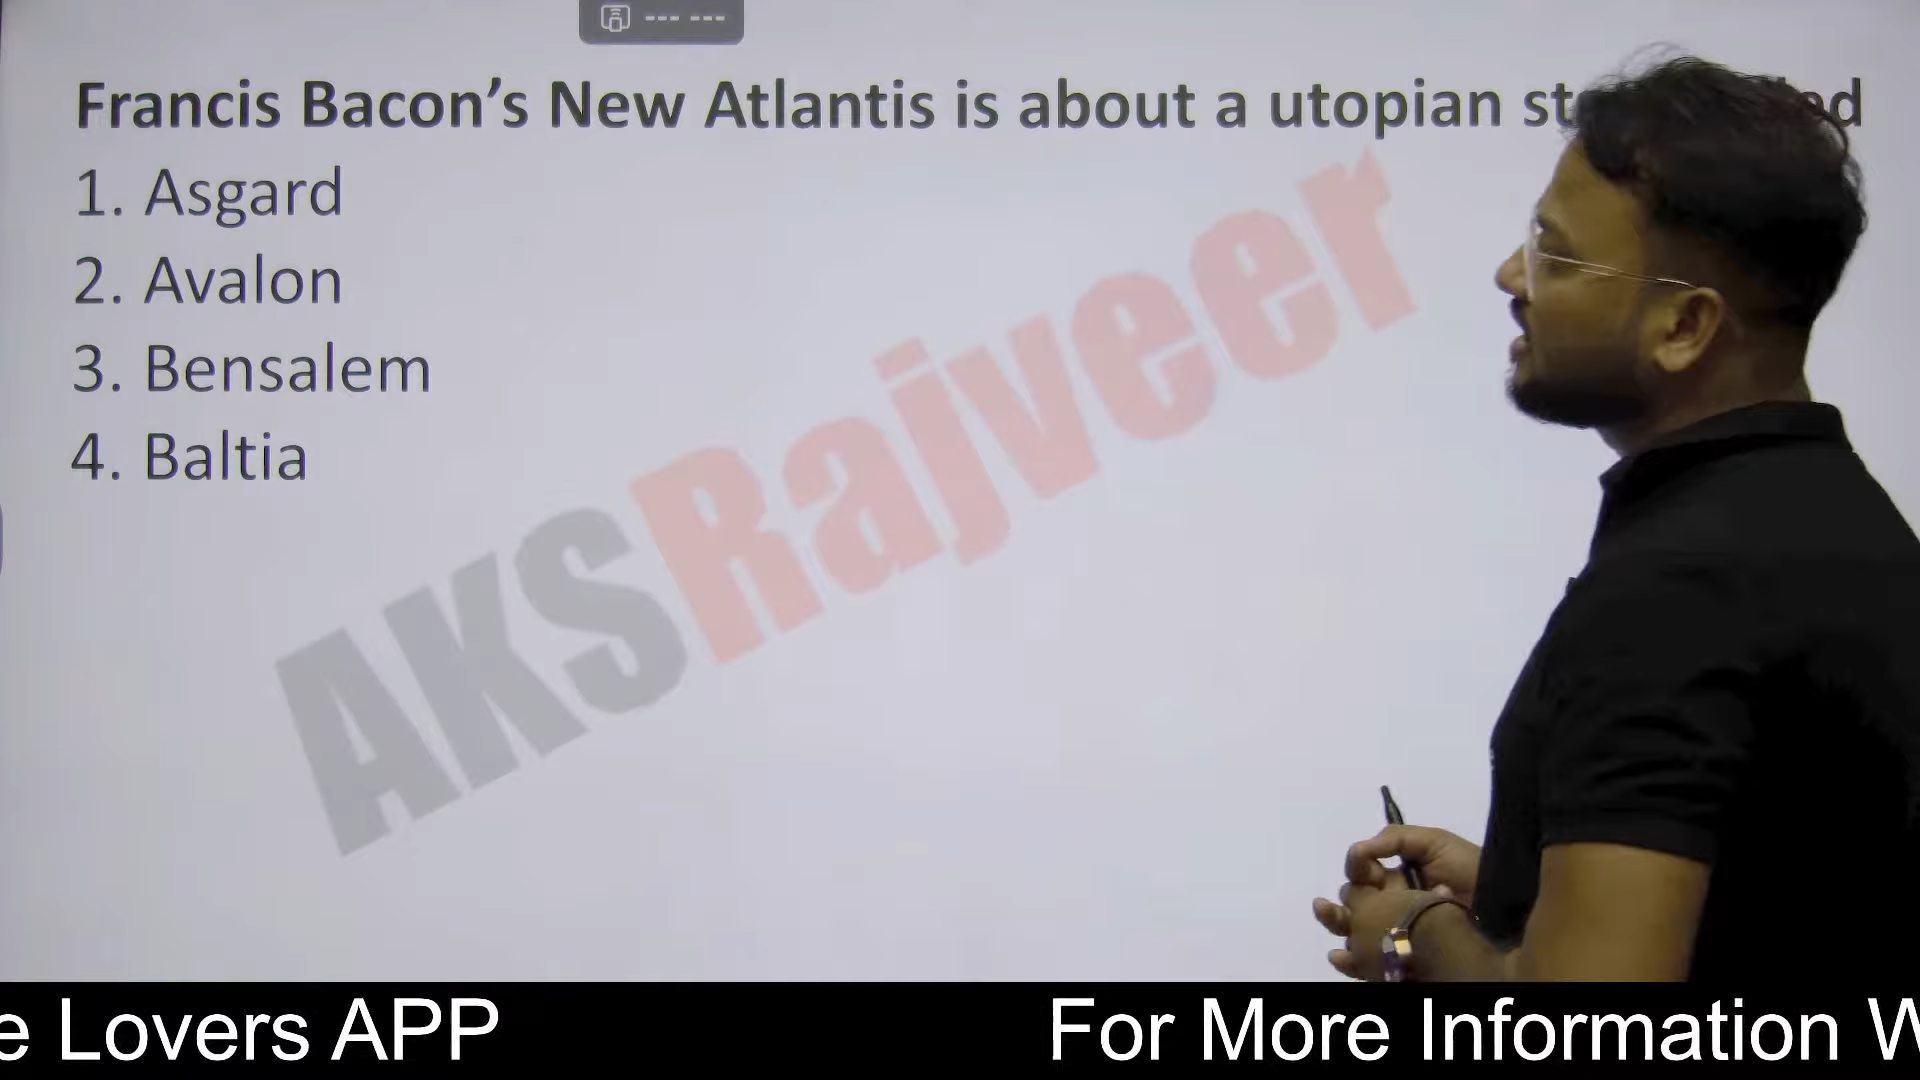 --- ---
Francis Bacon’s New Atlantis is about a utopian
1. Asgard
2. Avalon
3. Bensalem
4. Baltia
AKSRajveer
e Lovers APP For More Information W